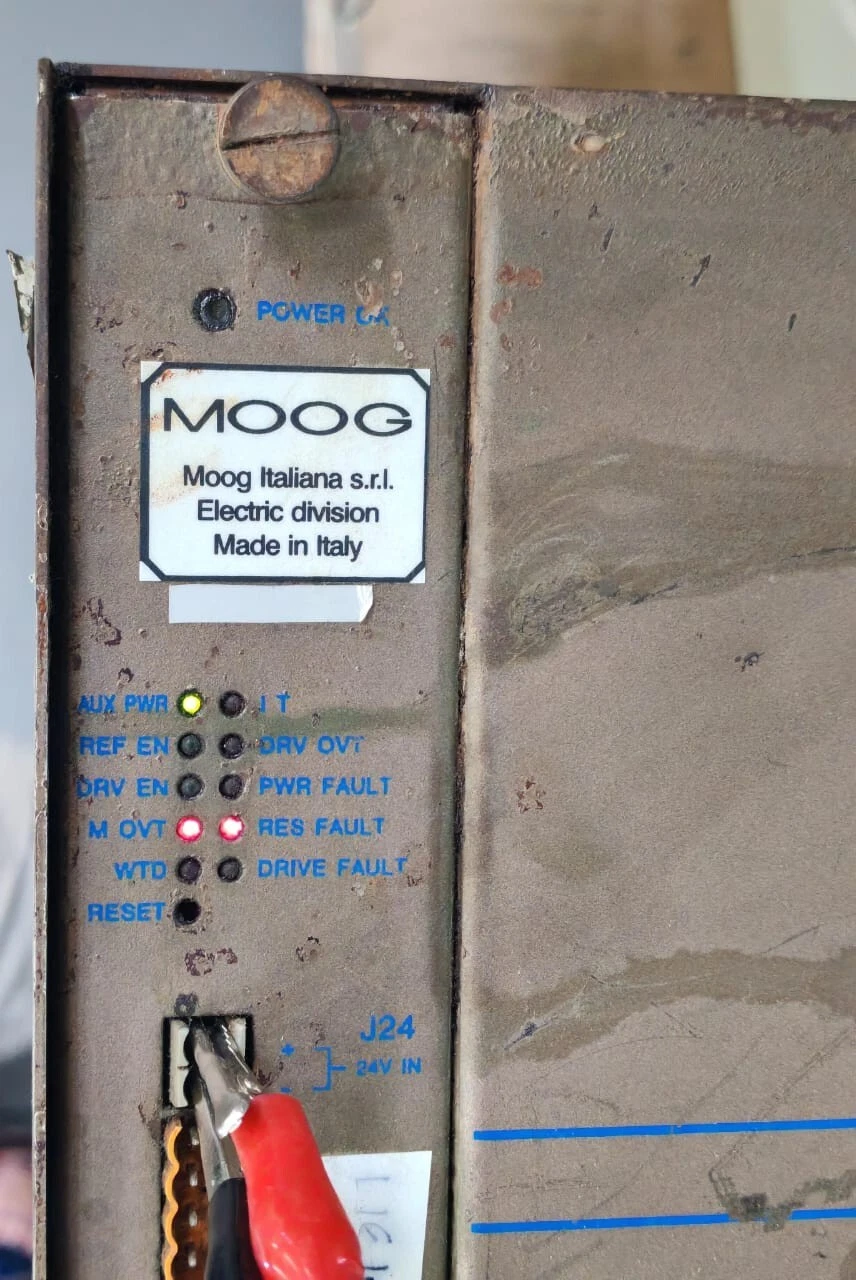 POWER OK
MOOG
Moog Italiana s.r.l.
Electric division
Made in Italy
AUX PWR I T
REF EN DRV OVT
DRV EN PWR FAULT
M OVT RES FAULT
WTD DRIVE FAULT
RESET
J24
+
24V IN
-